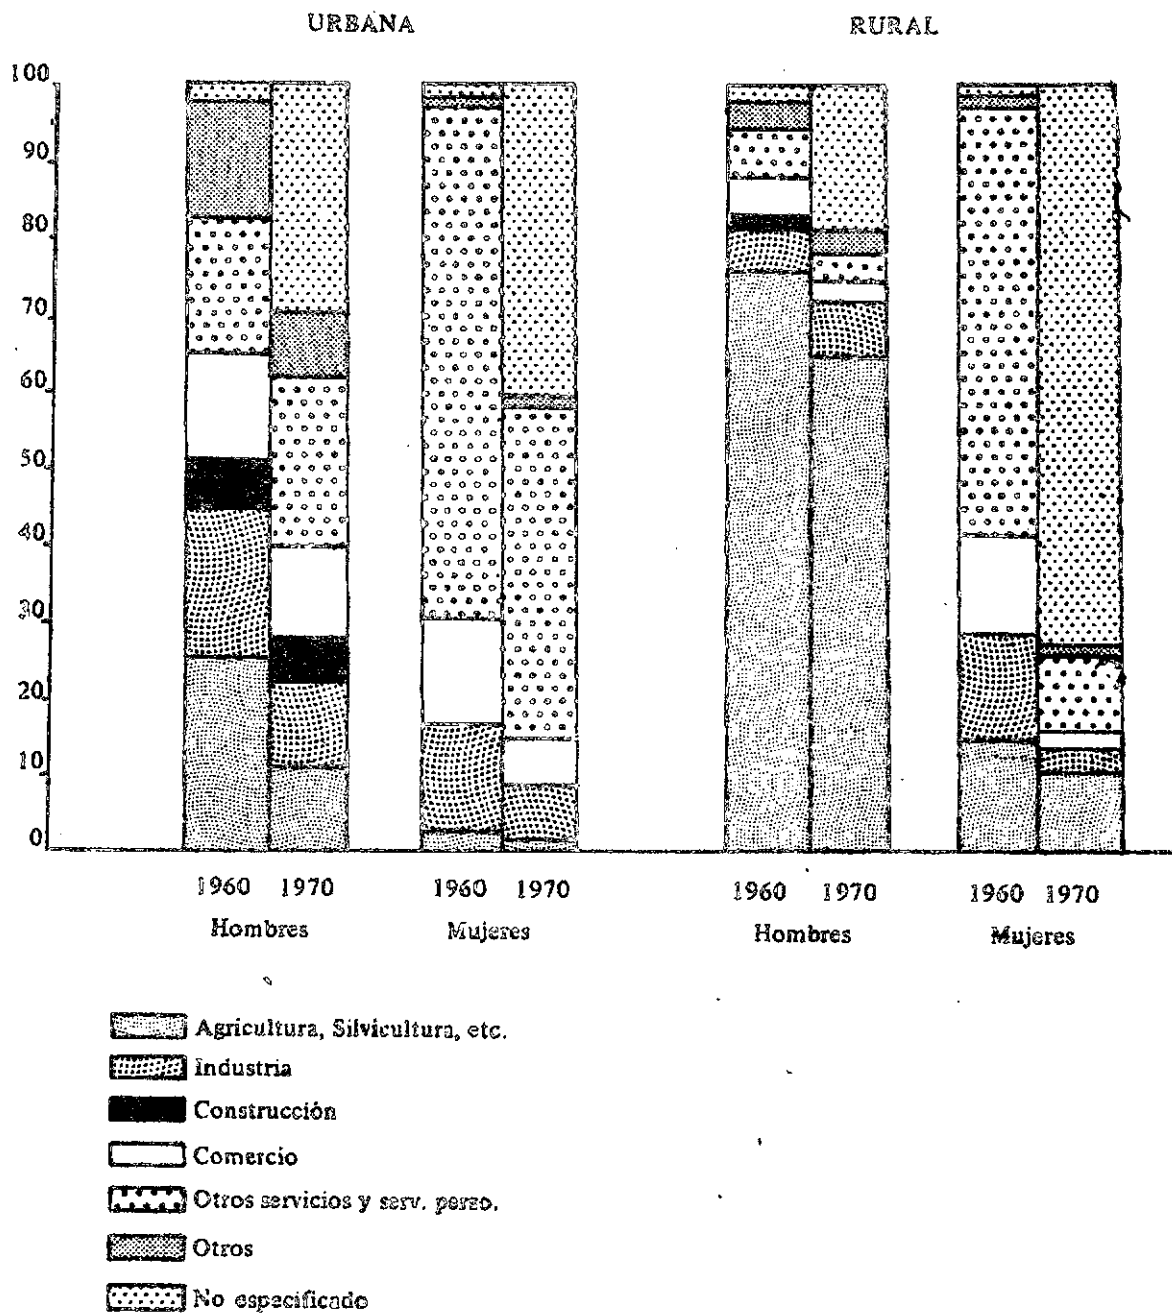 URBANA
RURAL
100
90
80
70
60
50
40
30
20
10
0
1960 1970
Hombres
1960 1970
Mujeres
1960 1970
Hombres
1960 1970
Mujeres
Agricultura, Silvicultura, etc.
Industria
Construcción
Comercio
Otros servicios y serv. perso.
Otros
No especificado